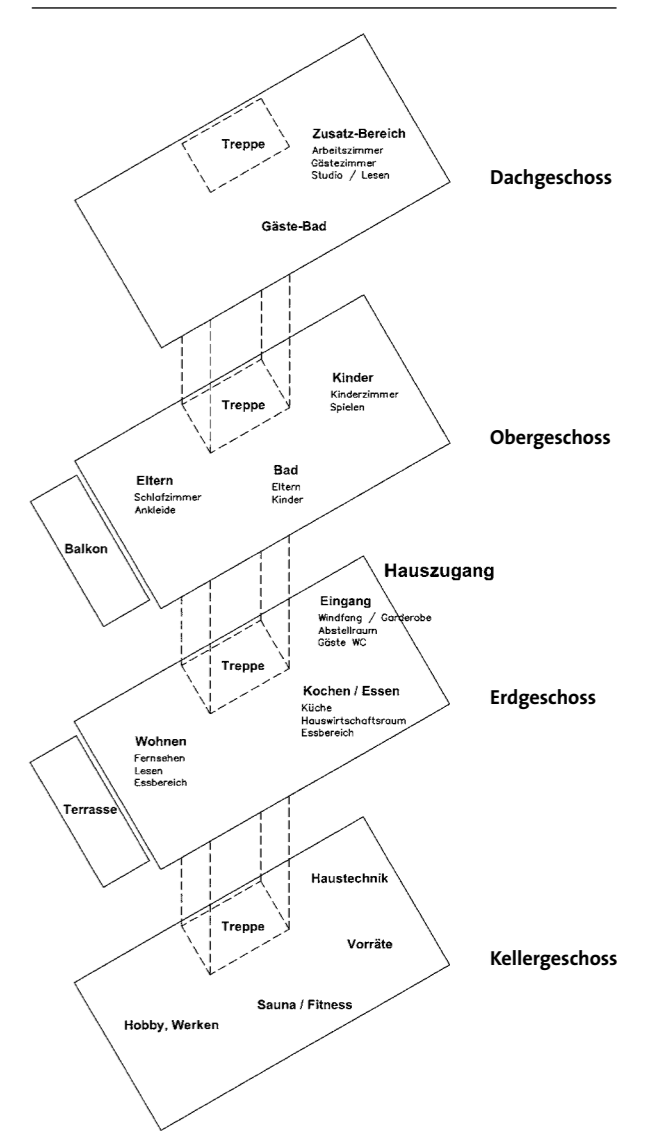 Treppe
Zusatz-Bereich
Arbeitszimmer
Gästezimmer
Studio / Lesen
Dachgeschoss
Gäste-Bad
Kinder
Kinderzimmer
Spielen
Treppe
Obergeschoss
Eltern
Schlafzimmer
Ankleide
Bad
Eltern
Kinder
Balkon
Hauszugang
Eingang
Windfang / Garderobe
Abstellraum
Gäste WC
Treppe
Kochen / Essen
Küche
Hauswirtschaftsraum
Essbereich
Erdgeschoss
Wohnen
Fernsehen
Lesen
Essbereich
Terrasse
Haustechnik
Treppe
Vorräte
Kellergeschoss
Sauna / Fitness
Hobby, Werken